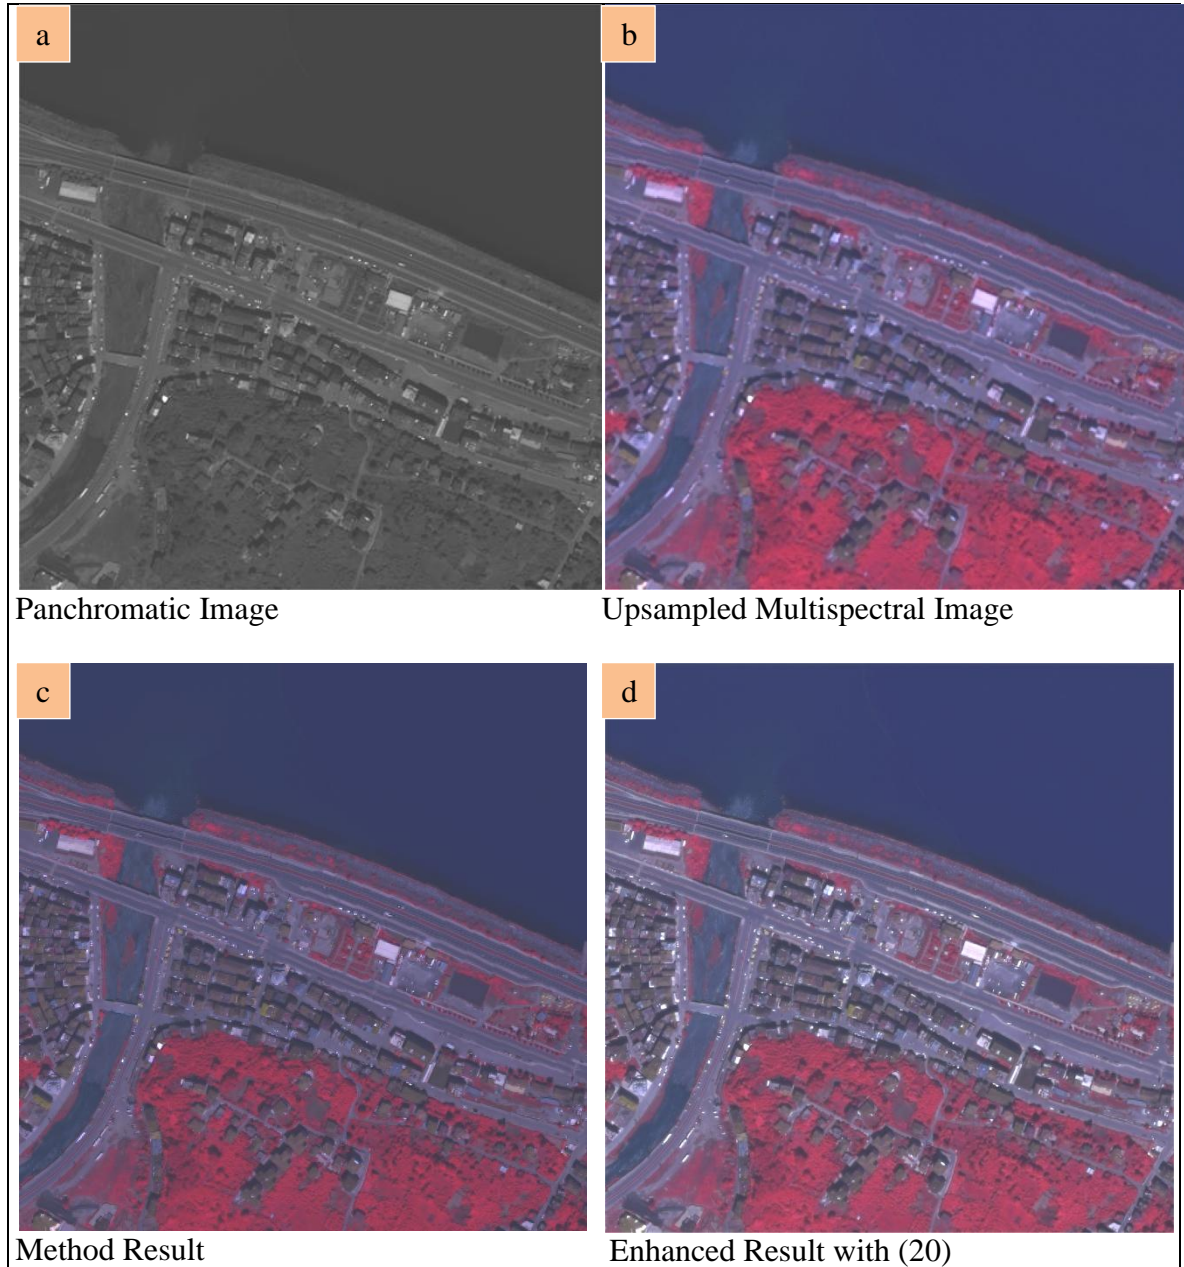 a
b
Panchromatic Image
Upsampled Multispectral Image
c
d
Method Result
Enhanced Result with (20)